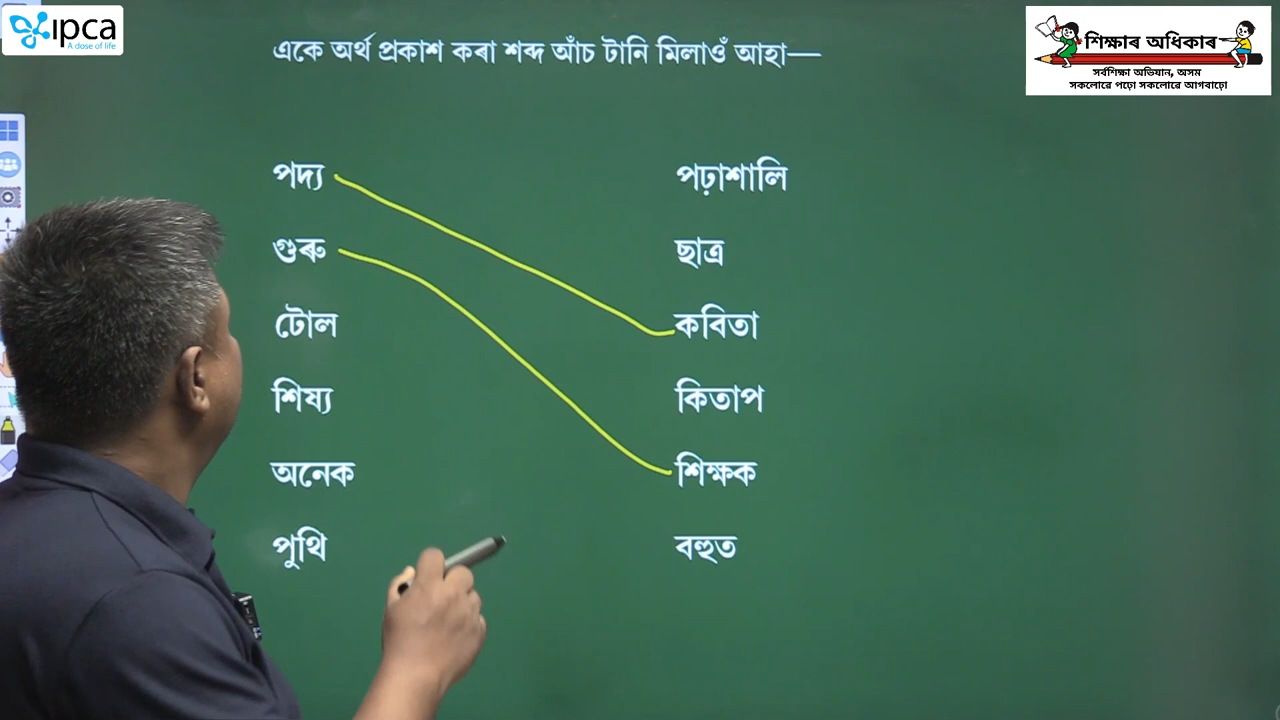 ipca
A dose of life
একে অৰ্থ প্ৰকাশ কৰা শব্দ আঁচ টানি মিলাওঁ আহা—
শিক্ষাৰ অধিকাৰ
সৰ্বশিক্ষা অভিযান, অসম
সকলোৱে পঢ়ো সকলোৱে আগবাঢ়ো
পদ্য পঢ়াশালি
গুৰু ছাত্ৰ
টোল কবিতা
শিষ্য কিতাপ
অনেক শিক্ষক
পুথি বহুত